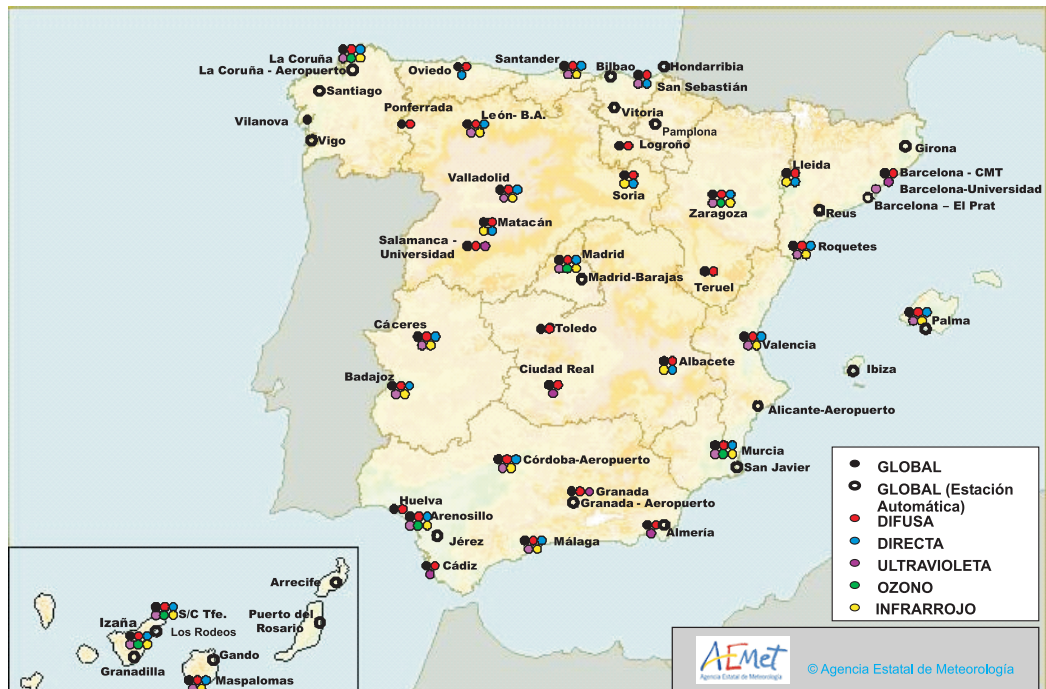 La Coruña
La Coruña - Aeropuerto
Santiago
Vilanova
Vigo
Oviedo
Ponferrada
Santander
León- B.A.
Bilbao
Hondarribia
San Sebastián
Vitoria
Pamplona
Logroño
Girona
Lleida
Barcelona - CMT
Barcelona-Universidad
Barcelona – El Prat
Reus
Roquetes
Valladolid
Soria
Zaragoza
Matacán
Salamanca -
Universidad
Madrid
Madrid-Barajas
Teruel
Palma
Cáceres
Toledo
Valencia
Ciudad Real
Albacete
Ibiza
Badajoz
Alicante-Aeropuerto
Córdoba-Aeropuerto
Murcia
San Javier
Granada
Granada - Aeropuerto
Huelva
Arenosillo
Jérez
Málaga
Almería
Cádiz
Arrecife
S/C Tfe.
Izaña
Los Rodeos
Puerto del
Rosario
Granadilla
Gando
Maspalomas
GLOBAL
GLOBAL (Estación
Automática)
DIFUSA
DIRECTA
ULTRAVIOLETA
OZONO
INFRARROJO
AEMet
Agencia Estatal de Meteorología
© Agencia Estatal de Meteorología